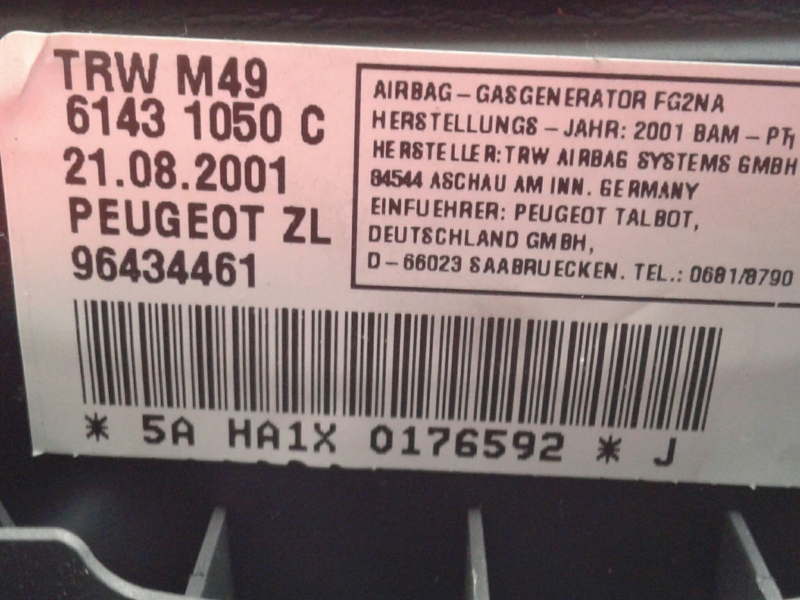 TRW M49
6143 1050 C
21.08.2001
PEUGEOT ZL
96434461
AIRBAG – GASGENERATOR FG2NA
HERSTELLUNGS – JAHR: 2001 BAM – PT1
HERSTELLER: TRW AIRBAG SYSTEMS GMBH
84544 ASCHAU AM INN. GERMANY
EINFUEHRER: PEUGEOT TALBOT,
DEUTSCHLAND GMBH,
D – 66023 SAABRUECKEN. TEL.: 0681/8790
* 5A HA1X 0176592 * J